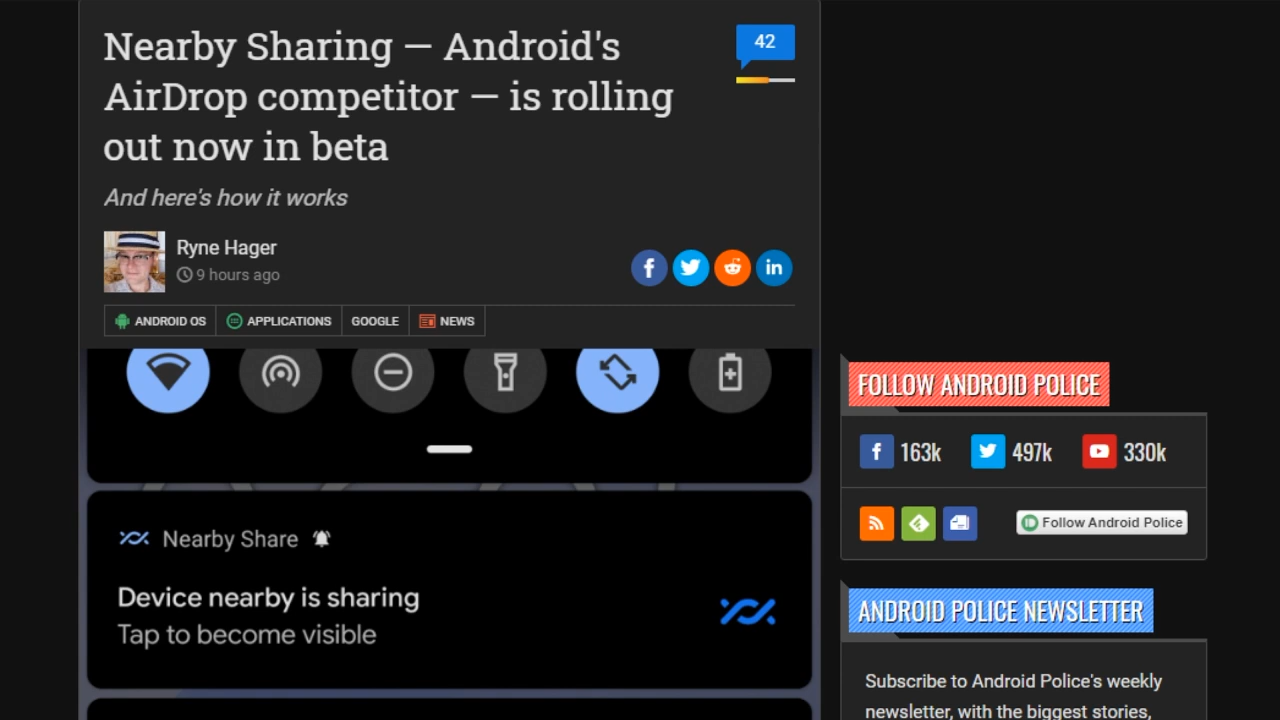 Nearby Sharing — Android's
AirDrop competitor — is rolling
out now in beta
42
And here's how it works
Ryne Hager
9 hours ago
ANDROID OS
APPLICATIONS
GOOGLE
NEWS
Nearby Share
Device nearby is sharing
Tap to become visible
FOLLOW ANDROID POLICE
163k
497k
330k
Follow Android Police
ANDROID POLICE NEWSLETTER
Subscribe to Android Police's weekly
newsletter, with the biggest stories,